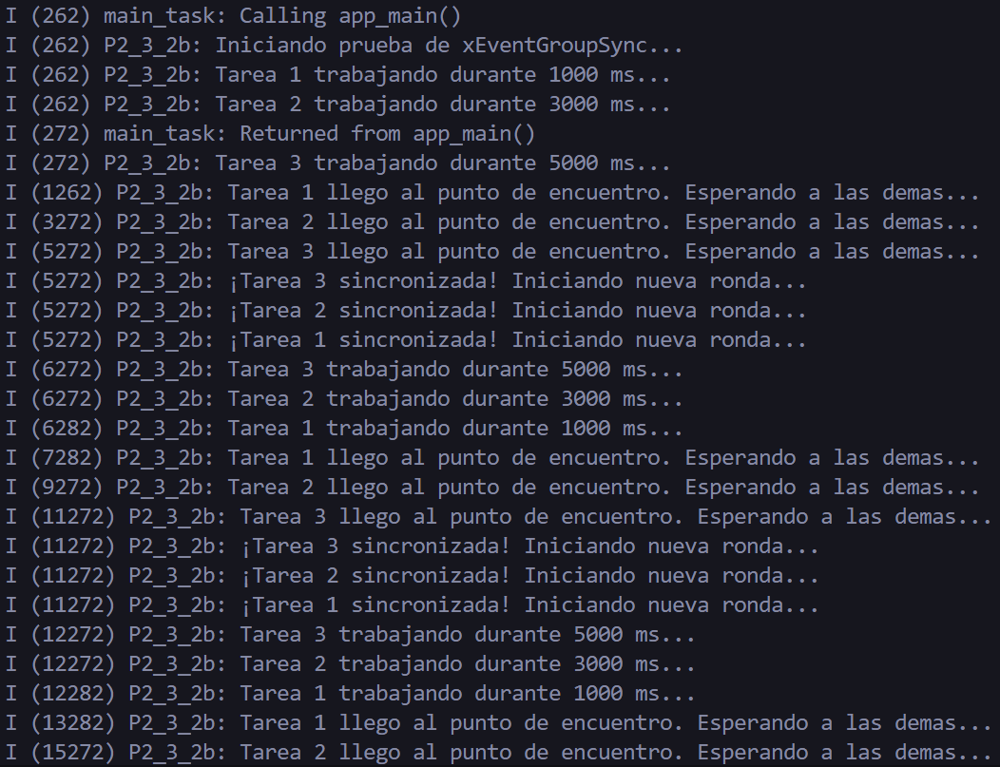 I (262) main_task: Calling app_main()
I (262) P2_3_2b: Iniciando prueba de xEventGroupSync...
I (262) P2_3_2b: Tarea 1 trabajando durante 1000 ms...
I (262) P2_3_2b: Tarea 2 trabajando durante 3000 ms...
I (272) main_task: Returned from app_main()
I (272) P2_3_2b: Tarea 3 trabajando durante 5000 ms...
I (1262) P2_3_2b: Tarea 1 llego al punto de encuentro. Esperando a las demas...
I (3272) P2_3_2b: Tarea 2 llego al punto de encuentro. Esperando a las demas...
I (5272) P2_3_2b: Tarea 3 llego al punto de encuentro. Esperando a las demas...
I (5272) P2_3_2b: ¡Tarea 3 sincronizada! Iniciando nueva ronda...
I (5272) P2_3_2b: ¡Tarea 2 sincronizada! Iniciando nueva ronda...
I (5272) P2_3_2b: ¡Tarea 1 sincronizada! Iniciando nueva ronda...
I (6272) P2_3_2b: Tarea 3 trabajando durante 5000 ms...
I (6272) P2_3_2b: Tarea 2 trabajando durante 3000 ms...
I (6282) P2_3_2b: Tarea 1 trabajando durante 1000 ms...
I (7282) P2_3_2b: Tarea 1 llego al punto de encuentro. Esperando a las demas...
I (9272) P2_3_2b: Tarea 2 llego al punto de encuentro. Esperando a las demas...
I (11272) P2_3_2b: Tarea 3 llego al punto de encuentro. Esperando a las demas...
I (11272) P2_3_2b: ¡Tarea 3 sincronizada! Iniciando nueva ronda...
I (11272) P2_3_2b: ¡Tarea 2 sincronizada! Iniciando nueva ronda...
I (11272) P2_3_2b: ¡Tarea 1 sincronizada! Iniciando nueva ronda...
I (12272) P2_3_2b: Tarea 3 trabajando durante 5000 ms...
I (12272) P2_3_2b: Tarea 2 trabajando durante 3000 ms...
I (12282) P2_3_2b: Tarea 1 trabajando durante 1000 ms...
I (13282) P2_3_2b: Tarea 1 llego al punto de encuentro. Esperando a las demas...
I (15272) P2_3_2b: Tarea 2 llego al punto de encuentro. Esperando a las demas...